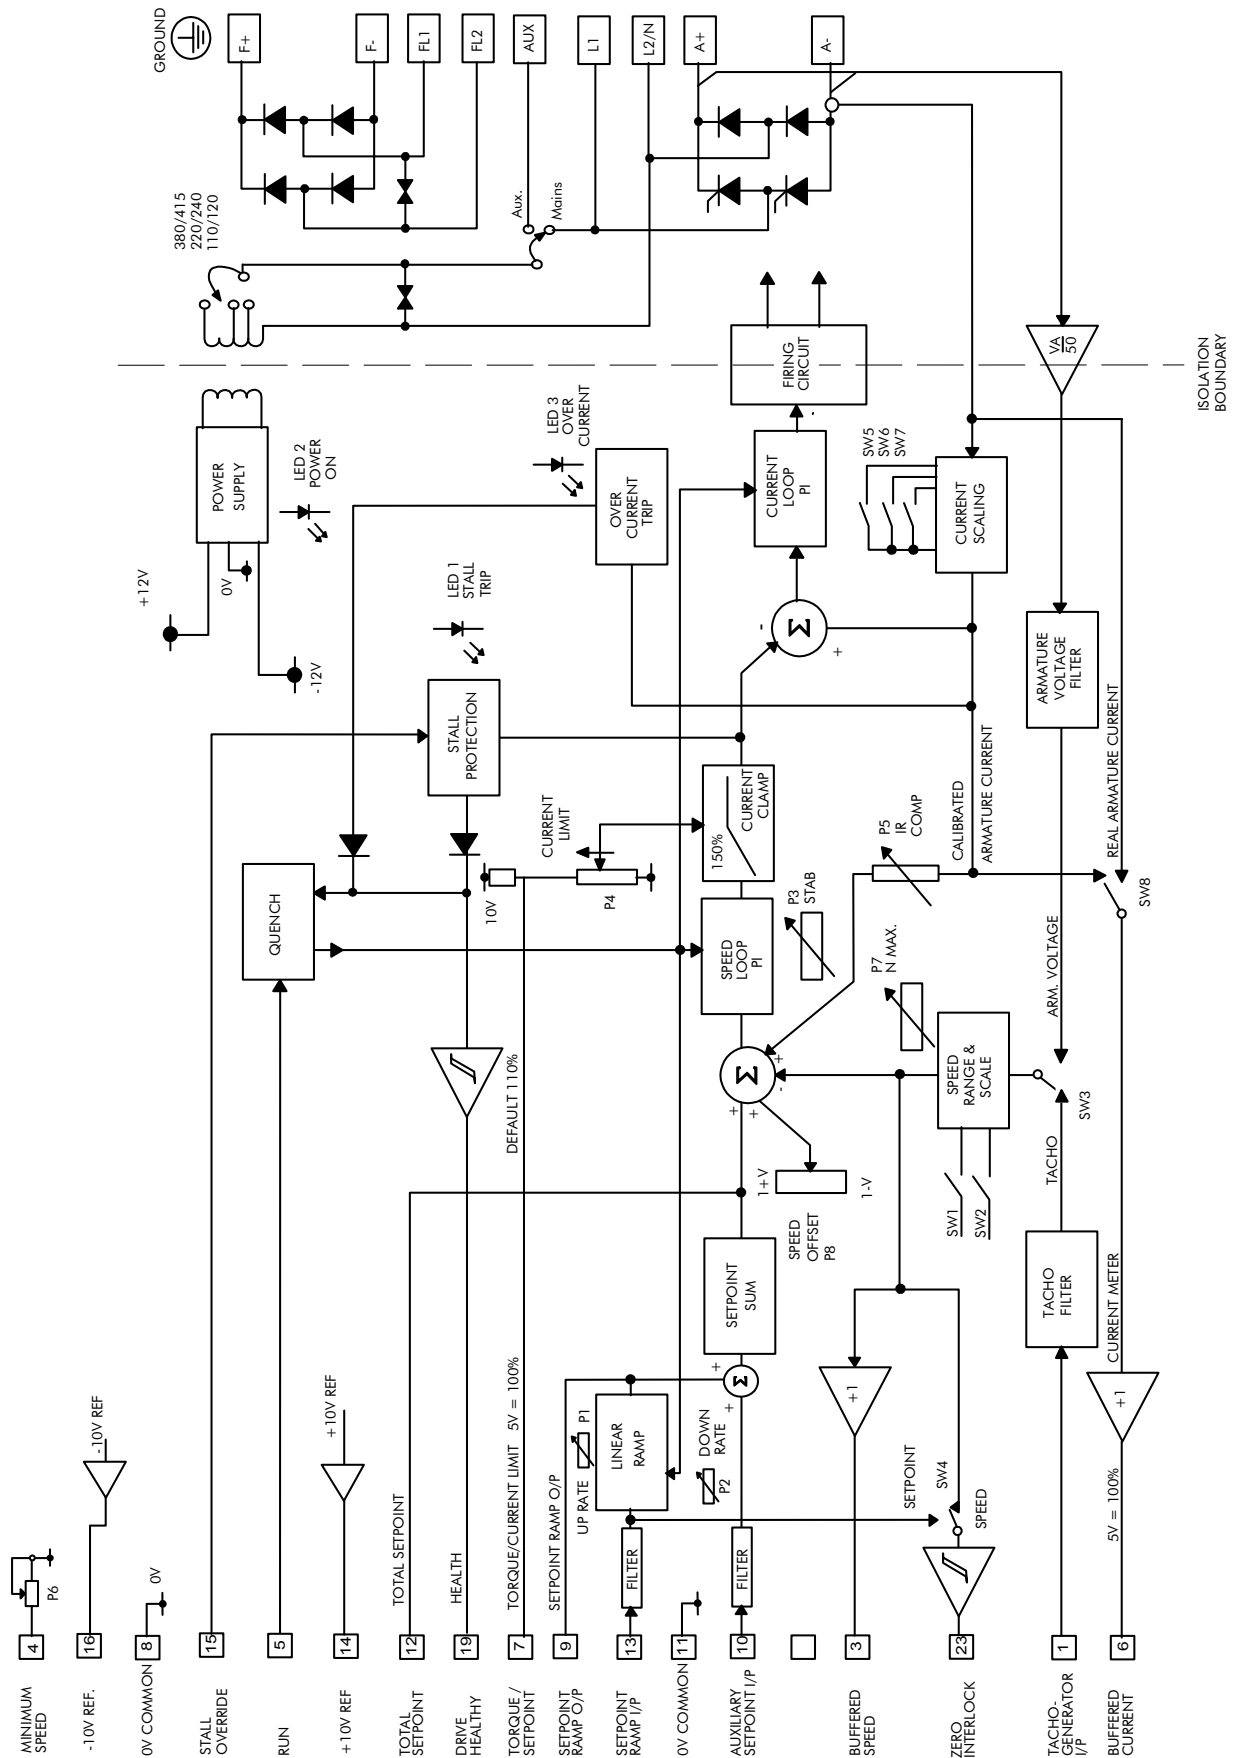 GROUND
F+
F-
FL1
FL2
AUX
L1
L2/N
A+
A-
380/415
220/240
110/120
Aux.
Mains
ISOLATION
BOUNDARY
VA
50
FIRING
CIRCUIT
POWER
SUPPLY
LED 2
POWER
ON
+12V
0V
-12V
LED 3
OVER
CURRENT
OVER
CURRENT
TRIP
LED 1
STALL
TRIP
STALL
PROTECTION
CURRENT
LOOP
PI
-
SW5
SW6
SW7
CURRENT
SCALING
Σ
-
+
ARMATURE
VOLTAGE
FILTER
QUENCH
10V
CURRENT
LIMIT
P4
150%
CURRENT
CLAMP
SPEED
LOOP
PI
P3
STAB
P5
IR
COMP
CALIBRATED
ARMATURE CURRENT
REAL ARMATURE CURRENT
SW8
P7
N MAX.
ARM. VOLTAGE
SPEED
RANGE &
SCALE
SW3
TACHO
SW1
SW2
Σ
+
+
+
-
1+V
1-V
SPEED
OFFSET
P8
DEFAULT 110%
SETPOINT
SUM
Σ
+
+
TACHO
FILTER
CURRENT METER
+1
+1
-10V REF
+10V REF
P6
0V
TOTAL SETPOINT
HEALTH
TORQUE/CURRENT LIMIT 5V = 100%
SETPOINT RAMP O/P
UP RATE
P1
LINEAR
RAMP
P2
DOWN
RATE
FILTER
FILTER
SETPOINT
SW4
SPEED
5V = 100%
4
16
8
15
5
14
12
19
7
9
13
11
10
3
23
1
6
MINIMUM
SPEED
-10V REF.
0V COMMON
STALL
OVERRIDE
RUN
+10V REF
TOTAL
SETPOINT
DRIVE
HEALTHY
TORQUE /
SETPOINT
SETPOINT
RAMP O/P
SETPOINT
RAMP I/P
0V COMMON
AUXILIARY
SETPOINT I/P
BUFFERED
SPEED
ZERO
INTERLOCK
TACHO-
GENERATOR
I/P
BUFFERED
CURRENT